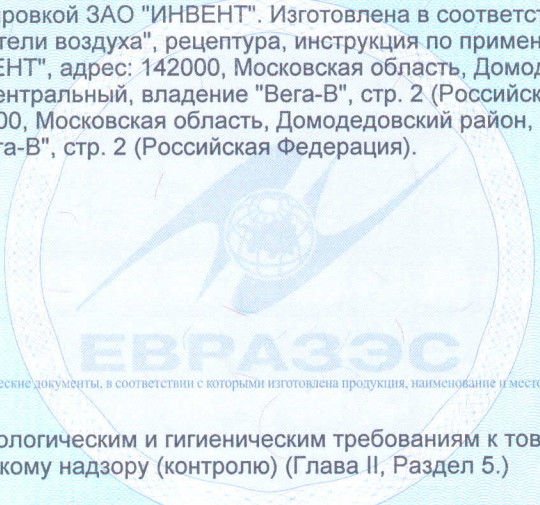 ировкой ЗАО "ИНВЕНТ". Изготовлена в соответст
тели воздуха", рецептура, инструкция по примен
ЕНТ", адрес: 142000, Московская область, Домод
ентральный, владение "Вега-В", стр. 2 (Российск
00, Московская область, Домодедовский район,
га-В", стр. 2 (Российская Федерация).
ЕВРАЗЭС
еские документы, в соответствии с которыми изготовлена продукция, наименование и место
ологическим и гигиеническим требованиям к тов
кому надзору (контролю) (Глава II, Раздел 5.)